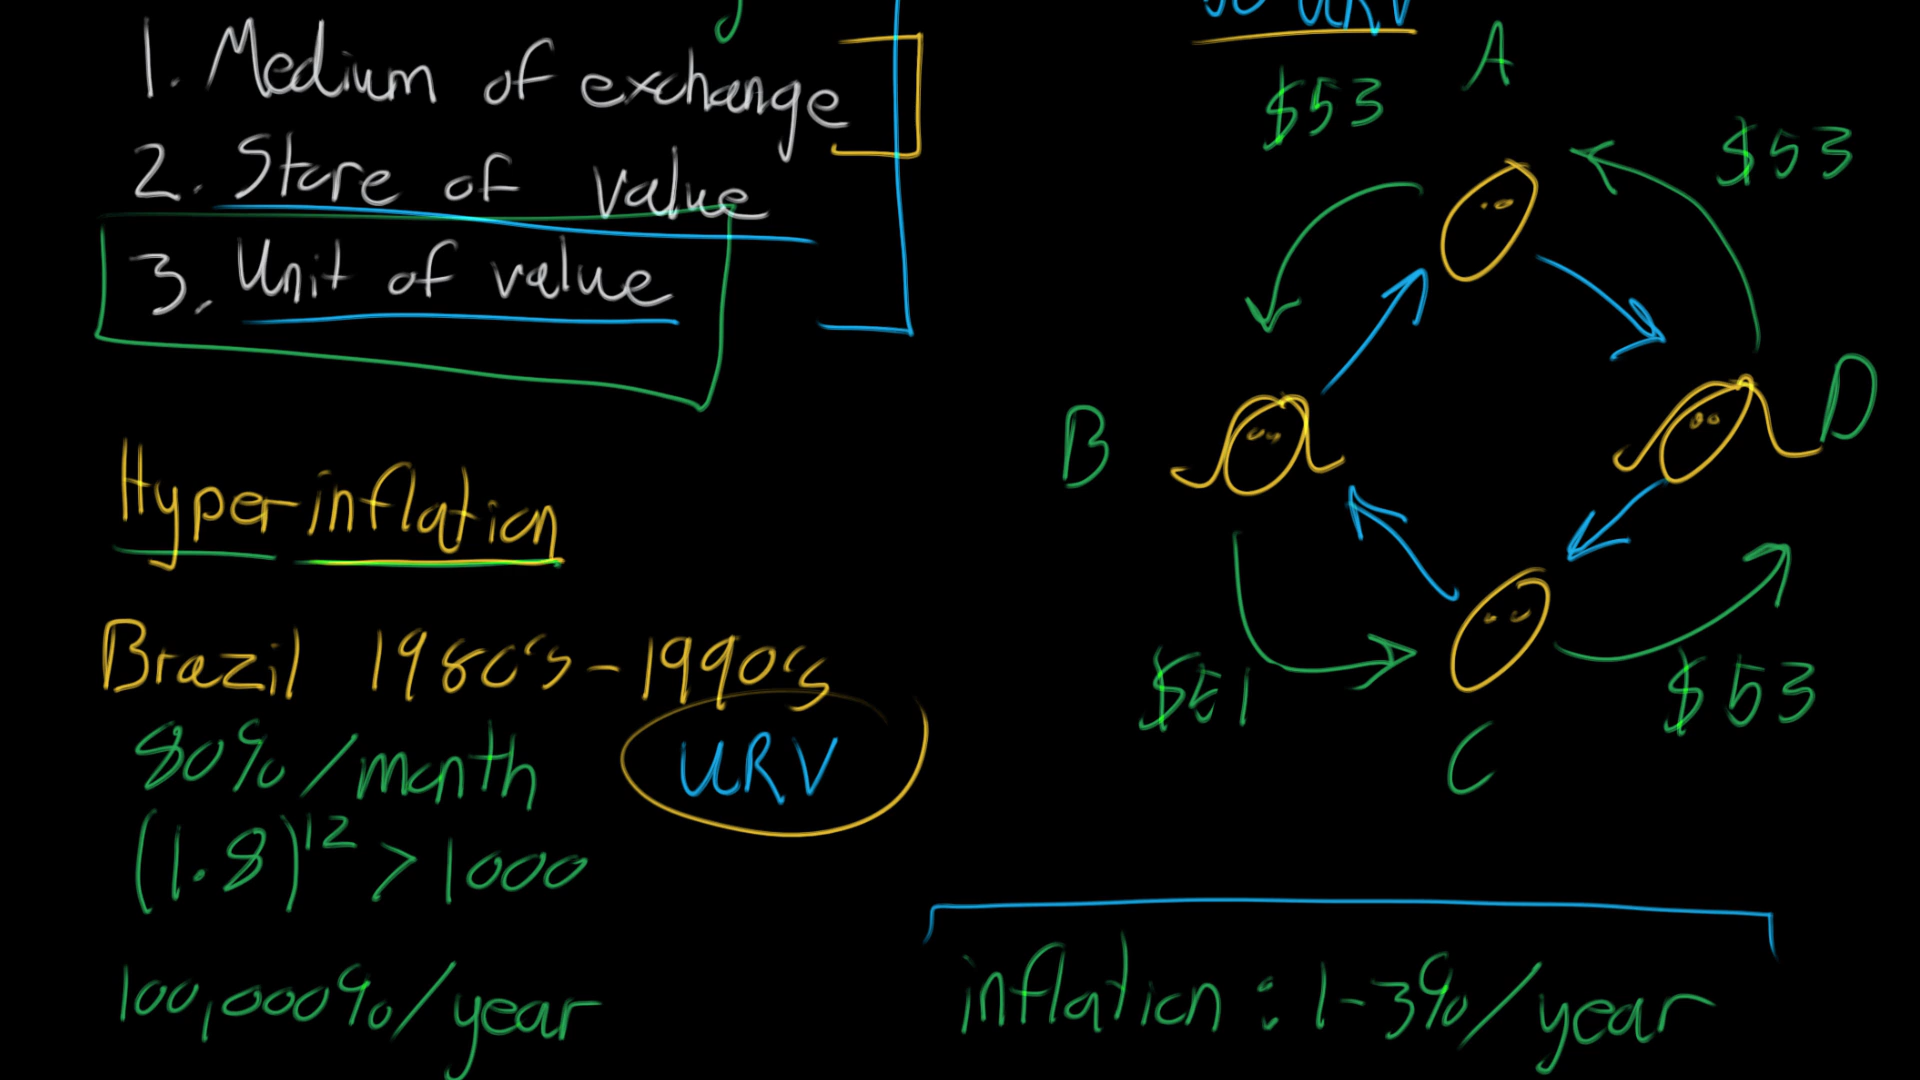 1. Medium of exchange
2. Store of value
3. Unit of value
Hyperinflation
Brazil 1980's-1990's
80%/month
URV
(1.8)^12 > 1000
100,000%/year
URV
A
$53
$53
B
D
$51
$53
C
inflation: 1-3%/year